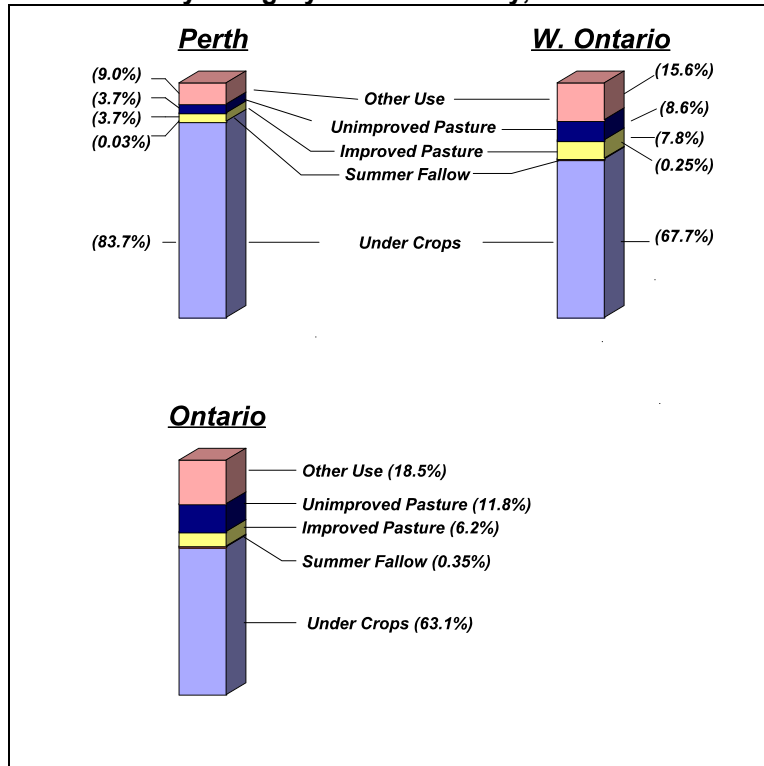 Perth
W. Ontario
(9.0%)
(3.7%)
(3.7%)
(0.03%)
(83.7%)
Other Use
Unimproved Pasture
Improved Pasture
Summer Fallow
Under Crops
(15.6%)
(8.6%)
(7.8%)
(0.25%)
(67.7%)
Ontario
Other Use (18.5%)
Unimproved Pasture (11.8%)
Improved Pasture (6.2%)
Summer Fallow (0.35%)
Under Crops (63.1%)